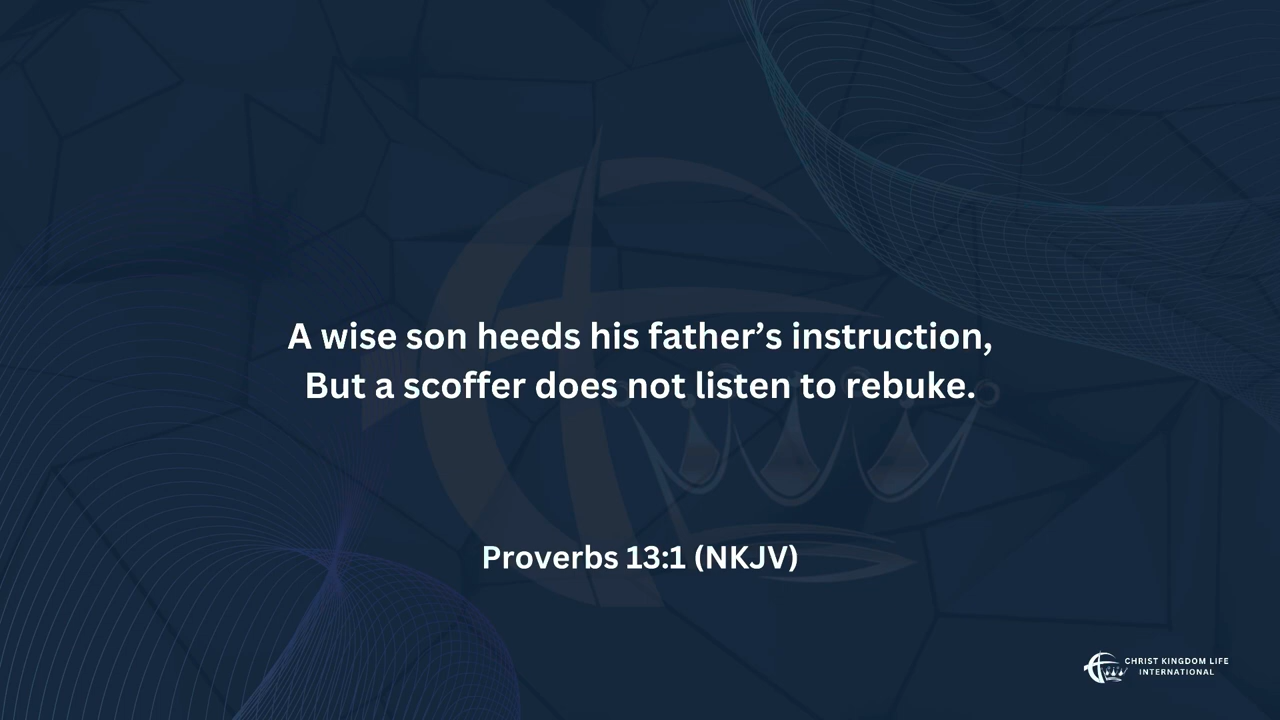 A wise son heeds his father’s instruction,
But a scoffer does not listen to rebuke.
Proverbs 13:1 (NKJV)
CHRIST KINGDOM LIFE
INTERNATIONAL